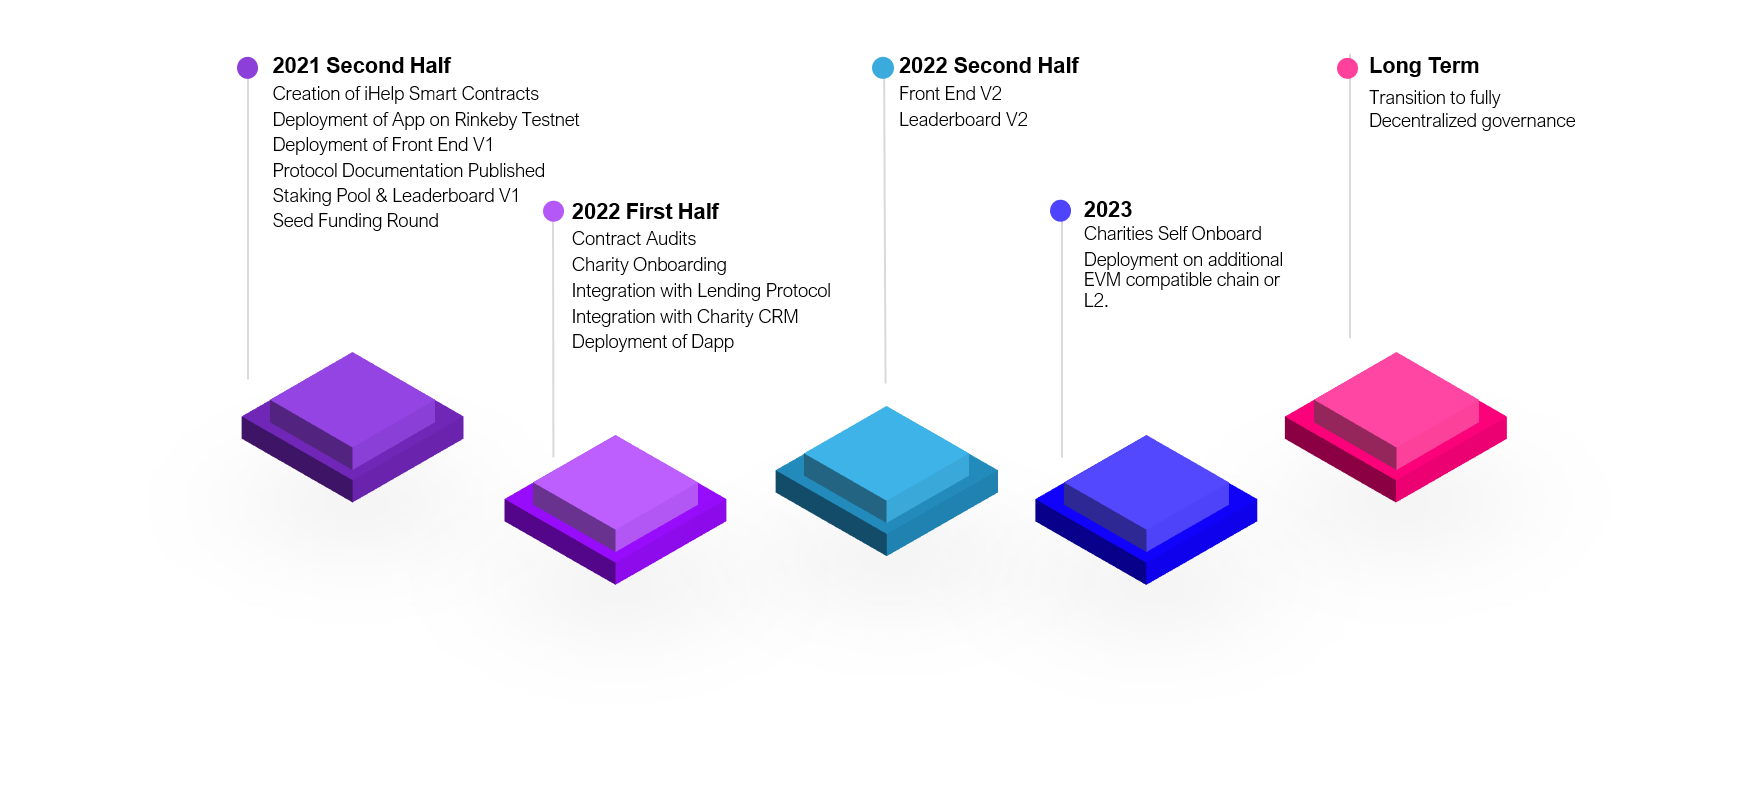 2021 Second Half
Creation of iHelp Smart Contracts
Deployment of App on Rinkeby Testnet
Deployment of Front End V1
Protocol Documentation Published
Staking Pool & Leaderboard V1
Seed Funding Round
2022 First Half
Contract Audits
Charity Onboarding
Integration with Lending Protocol
Integration with Charity CRM
Deployment of Dapp
2022 Second Half
Front End V2
Leaderboard V2
2023
Charities Self Onboard
Deployment on additional
EVM compatible chain or
L2.
Long Term
Transition to fully
Decentralized governance